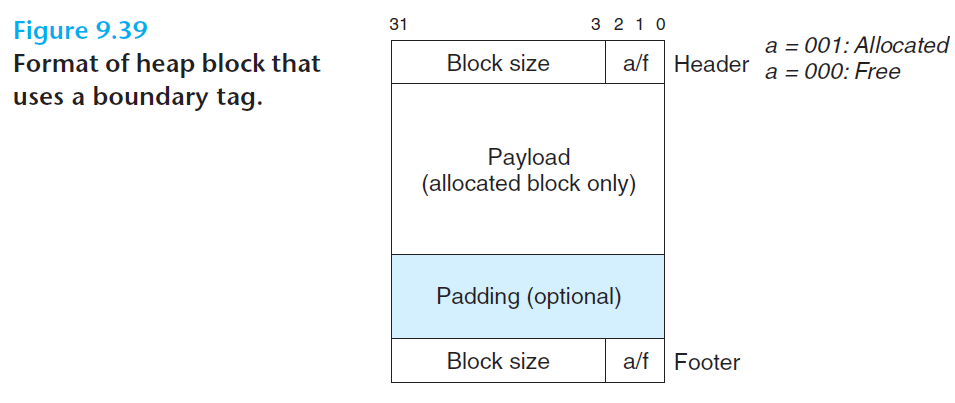 Figure 9.39
Format of heap block that
uses a boundary tag.
31 3 2 1 0
Block size a/f Header
a = 001: Allocated
a = 000: Free
Payload
(allocated block only)
Padding (optional)
Block size a/f Footer